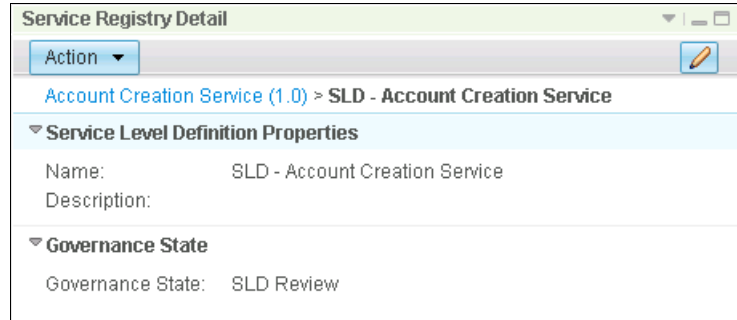 Service Registry Detail
Action
Account Creation Service (1.0) > SLD - Account Creation Service
Service Level Definition Properties
Name: SLD - Account Creation Service
Description:
Governance State
Governance State: SLD Review